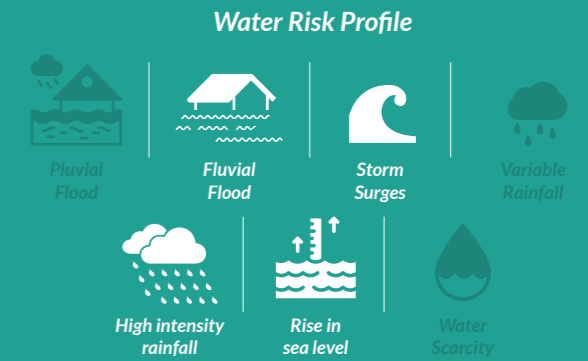 Water Risk Profile
Pluvial
Flood
Fluvial
Flood
Storm
Surges
Variable
Rainfall
High intensity
rainfall
Rise in
sea level
Water
Scarcity